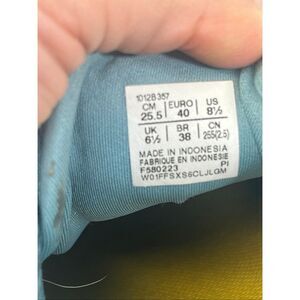 1012B357
CM EURO US
25.5 40 8½
UK BR CN
6½ 38 255(2.5)
MADE IN INDONESIA
FABRIQUE EN INDONESIE
F580223 PI
W01FFSXS6CLJLGM